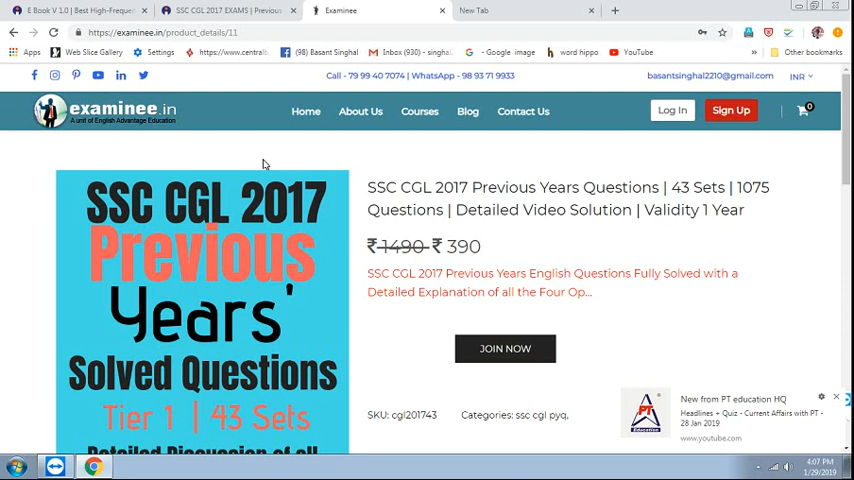 E Book V 1.0 | Best High-Frequen
SSC CGL 2017 EXAMS | Previous
Examinee
New Tab
https://examinee.in/product_details/11
Apps
Web Slice Gallery
Settings
https://www.centralb
(98) Basant Singhal
Inbox (930) - singha
Google image
word hippo
YouTube
Other bookmarks
Call - 79 99 40 7074 | WhatsApp - 98 93 71 9933
basantsinghal2210@gmail.com
INR
examinee.in
A unit of English Advantage Education
Home
About Us
Courses
Blog
Contact Us
Log In
Sign Up
0
SSC CGL 2017
Previous
Years'
Solved Questions
Tier 1 | 43 Sets
Detailed Discussion of all
SSC CGL 2017 Previous Years Questions | 43 Sets | 1075
Questions | Detailed Video Solution | Validity 1 Year
₹ 1490 ₹ 390
SSC CGL 2017 Previous Years English Questions Fully Solved with a
Detailed Explanation of all the Four Op...
JOIN NOW
SKU: cgl201743
Categories: ssc cgl pyq,
PT
Education
New from PT education HQ
Headlines + Quiz - Current Affairs with PT -
28 Jan 2019
www.youtube.com
4:07 PM
1/29/2019